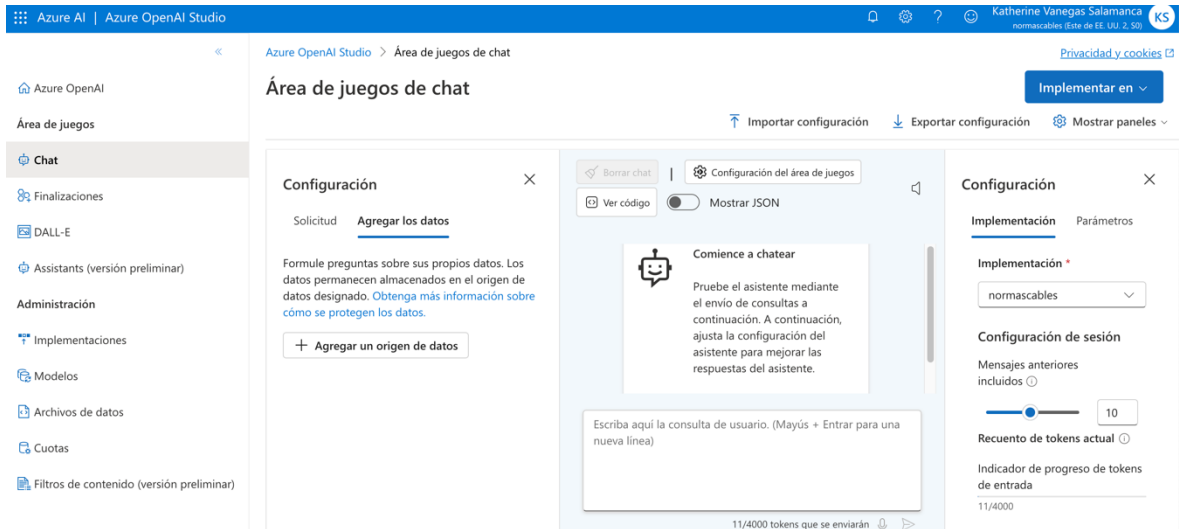 Azure AI | Azure OpenAI Studio
Katherine Vanegas Salamanca
normascables (Este de EE. UU. 2, S0)
KS
«
Azure OpenAI Studio > Área de juegos de chat
Privacidad y cookies
Azure OpenAI
Área de juegos
Chat
Finalizaciones
DALL-E
Assistants (versión preliminar)
Administración
Implementaciones
Modelos
Archivos de datos
Cuotas
Filtros de contenido (versión preliminar)
Área de juegos de chat
Implementar en
Importar configuración
Exportar configuración
Mostrar paneles
Configuración
Solicitud
Agregar los datos
Formule preguntas sobre sus propios datos. Los
datos permanecen almacenados en el origen de
datos designado. Obtenga más información sobre
cómo se protegen los datos.
+ Agregar un origen de datos
Borrar chat
|
Configuración del área de juegos
Ver código
Mostrar JSON
Comience a chatear
Pruebe el asistente mediante
el envío de consultas a
continuación. A continuación,
ajusta la configuración del
asistente para mejorar las
respuestas del asistente.
Escriba aquí la consulta de usuario. (Mayús + Entrar para una
nueva línea)
11/4000 tokens que se enviarán
Configuración
Implementación
Parámetros
Implementación *
normascables
Configuración de sesión
Mensajes anteriores
incluidos
10
Recuento de tokens actual
Indicador de progreso de tokens
de entrada
11/4000